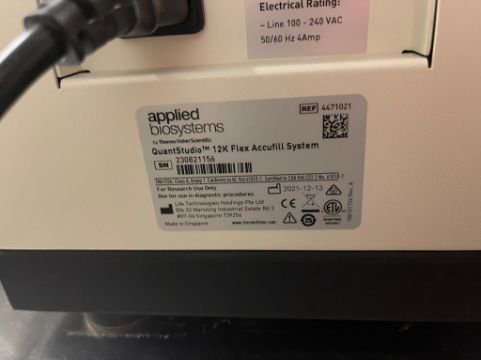 Electrical Rating:
~ Line 100 - 240 VAC
50/60 Hz 4Amp
applied
biosystems
by Thermo Fisher Scientific
REF 4471021
QuantStudio™ 12K Flex Accufill System
SN 230821156
For Research Use Only.
Not for use in diagnostic procedures.
2021-12-13
Life Technologies Holdings Pte Ltd
Blk 33 Marsiling Industrial Estate Rd 3
#07-06 Singapore 739256
Made in Singapore
www.thermofisher.com
Intertek